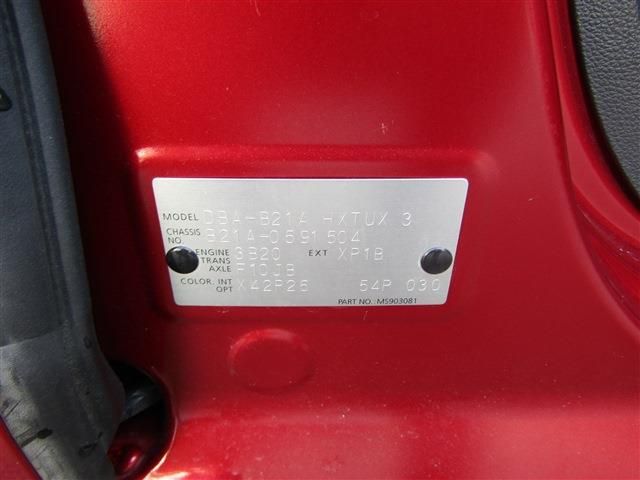 MODEL DBA-B21A HXTUX 3
CHASSIS NO. B21A-0591504
ENGINE 3B20 EXT XP1B
TRANS AXLE F1CJB
COLOR. INT OPT X42P26 54P 030
PART NO.: MS903081